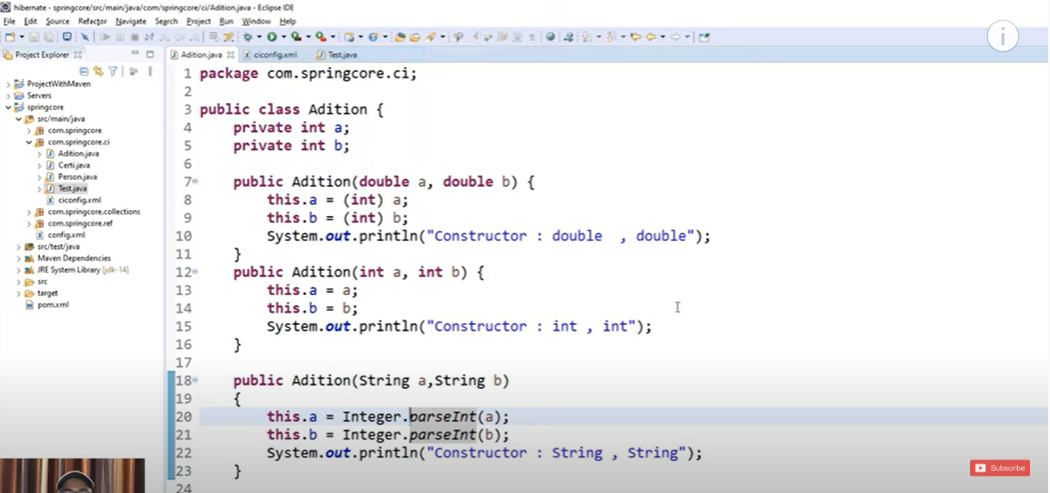 hibernate - springcore/src/main/java/com/springcore/ci/Adition.java - Eclipse IDE
File Edit Source Refactor Navigate Search Project Run Window Help
Project Explorer
Adition.java ciconfig.xml Test.java
ProjectWithMaven
Servers
springcore
src/main/java
com.springcore
com.springcore.ci
Adition.java
Certi.java
Person.java
Test.java
ciconfig.xml
com.springcore.collections
com.springcore.ref
config.xml
src/test/java
Maven Dependencies
JRE System Library [jdk-14]
src
target
pom.xml
1 package com.springcore.ci;
2
3 public class Adition {
4 private int a;
5 private int b;
6
7 public Adition(double a, double b) {
8 this.a = (int) a;
9 this.b = (int) b;
10 System.out.println("Constructor : double  , double");
11 }
12 public Adition(int a, int b) {
13 this.a = a;
14 this.b = b;
15 System.out.println("Constructor : int , int");
16 }
17
18 public Adition(String a,String b)
19 {
20 this.a = Integer.parseInt(a);
21 this.b = Integer.parseInt(b);
22 System.out.println("Constructor : String , String");
23 }
24
Subscribe